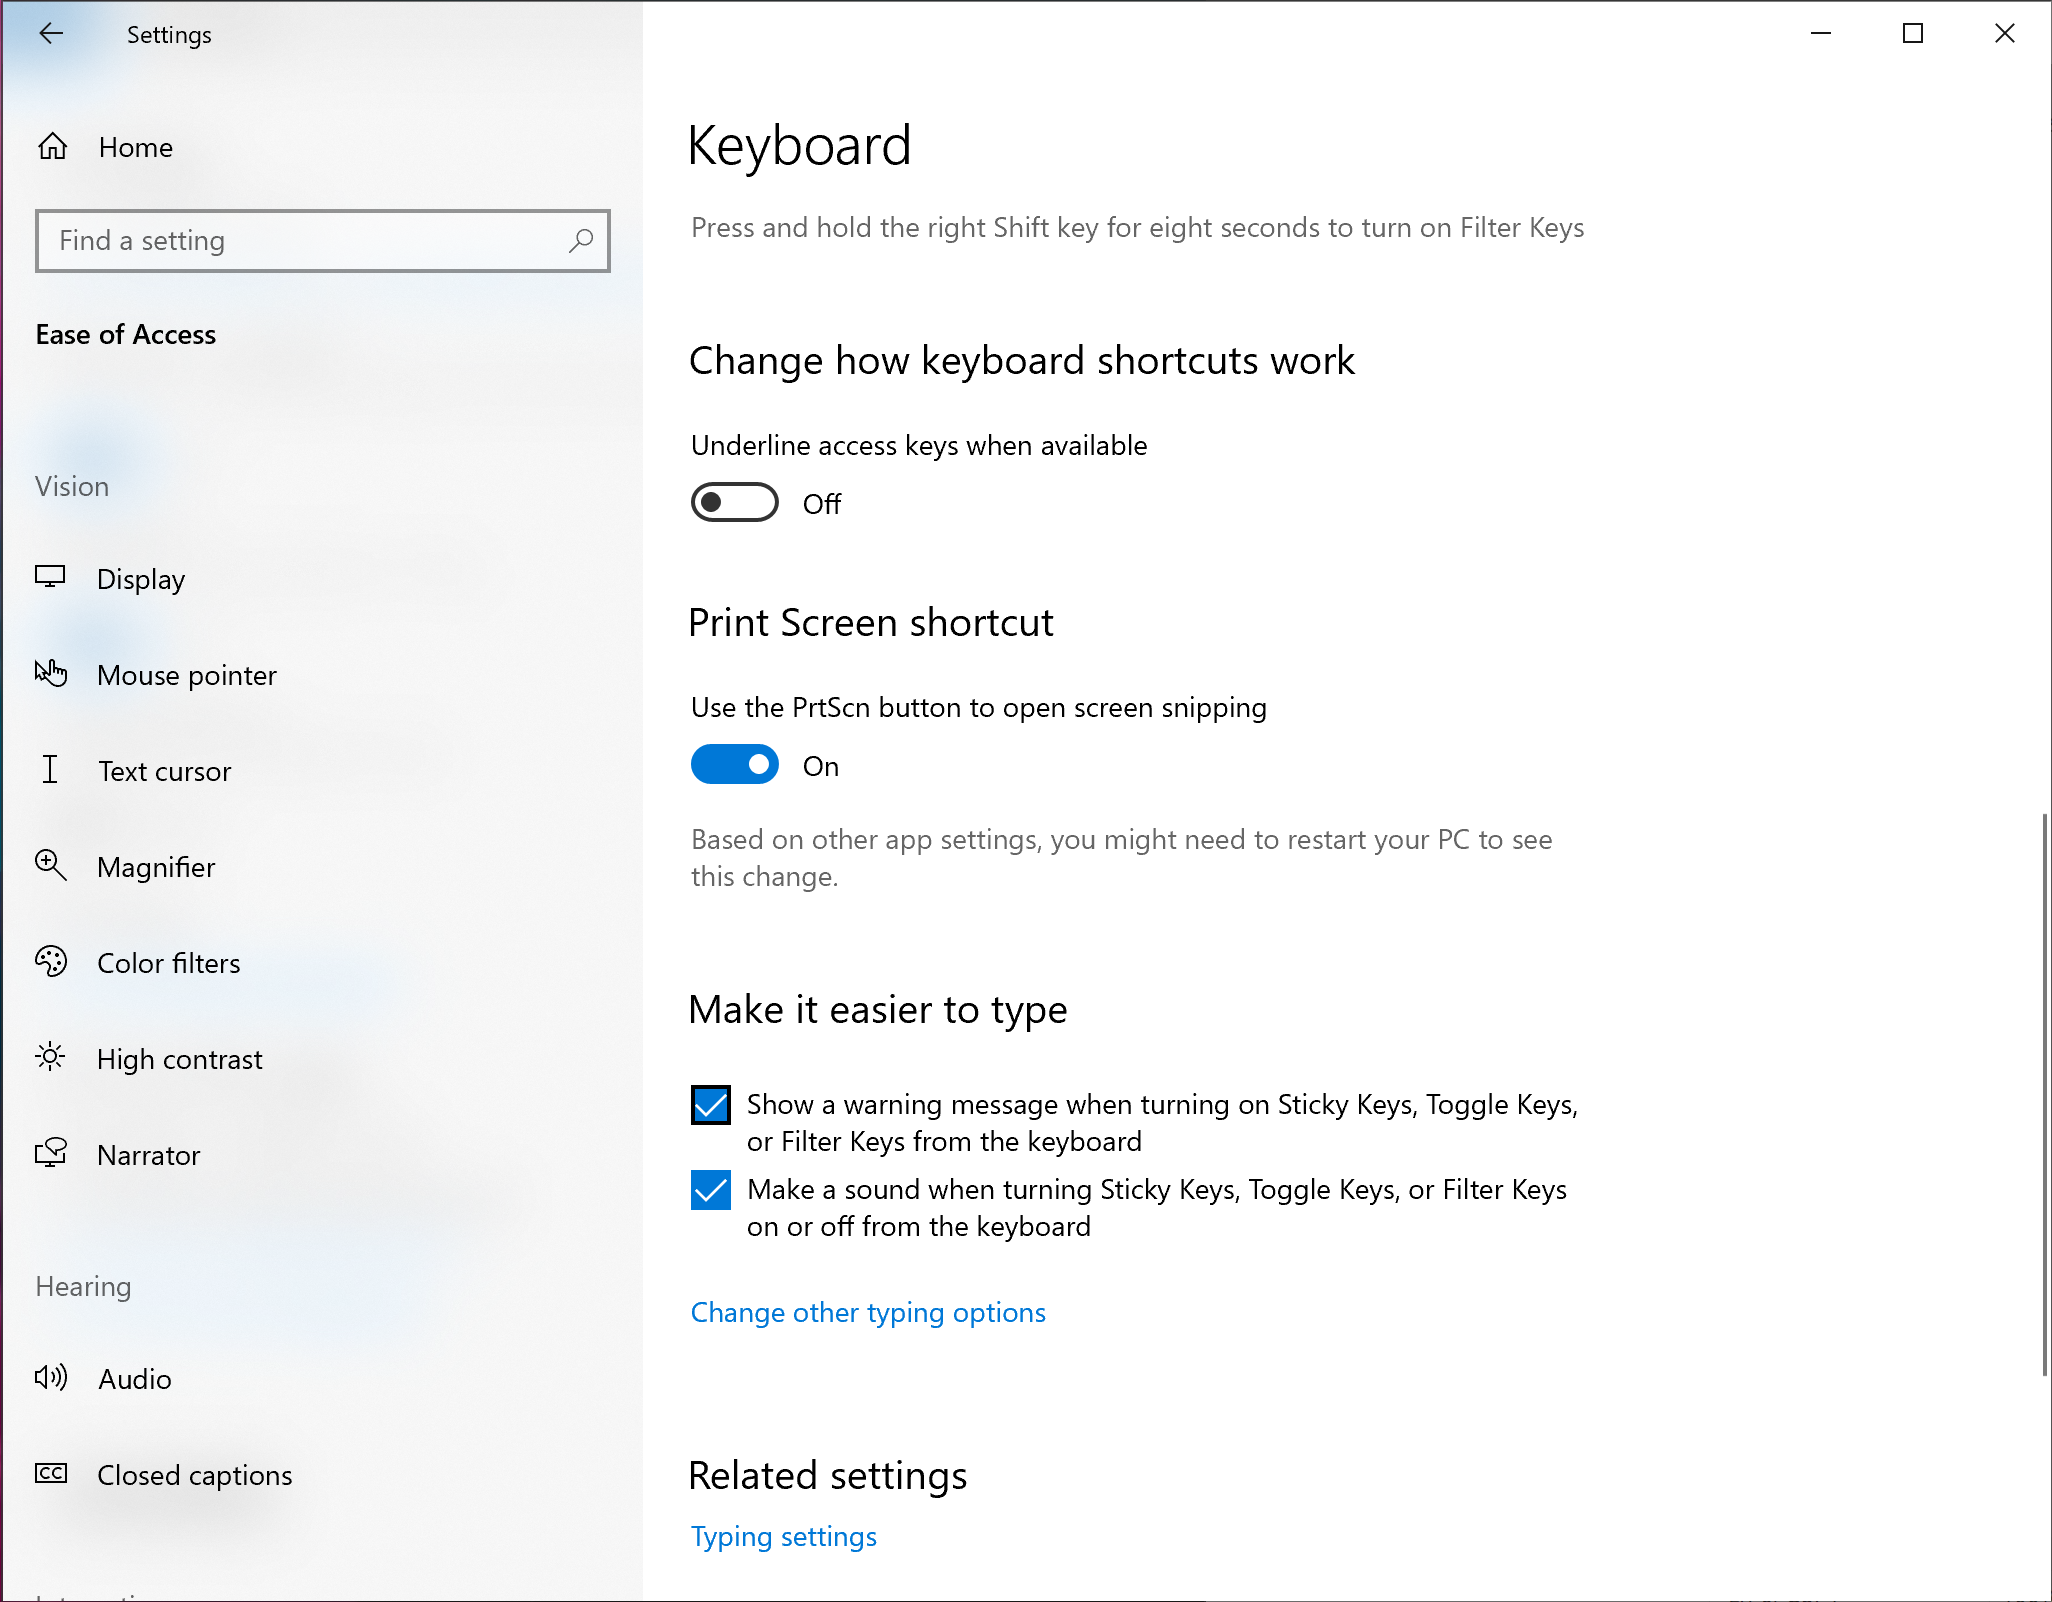 Settings
Home
Find a setting
Ease of Access
Vision
Display
Mouse pointer
Text cursor
Magnifier
Color filters
High contrast
Narrator
Hearing
Audio
CC
Closed captions
Keyboard
Press and hold the right Shift key for eight seconds to turn on Filter Keys
Change how keyboard shortcuts work
Underline access keys when available
Off
Print Screen shortcut
Use the PrtScn button to open screen snipping
On
Based on other app settings, you might need to restart your PC to see
this change.
Make it easier to type
Show a warning message when turning on Sticky Keys, Toggle Keys,
or Filter Keys from the keyboard
Make a sound when turning Sticky Keys, Toggle Keys, or Filter Keys
on or off from the keyboard
Change other typing options
Related settings
Typing settings